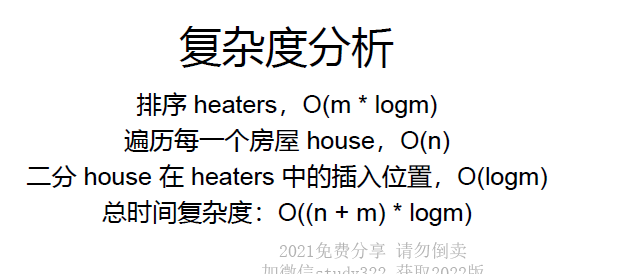 复杂度分析
排序 heaters，O(m * logm)
遍历每一个房屋 house，O(n)
二分 house 在 heaters 中的插入位置，O(logm)
总时间复杂度：O((n + m) * logm)
2021免费分享 请勿倒卖
加微信study322 获取2022版